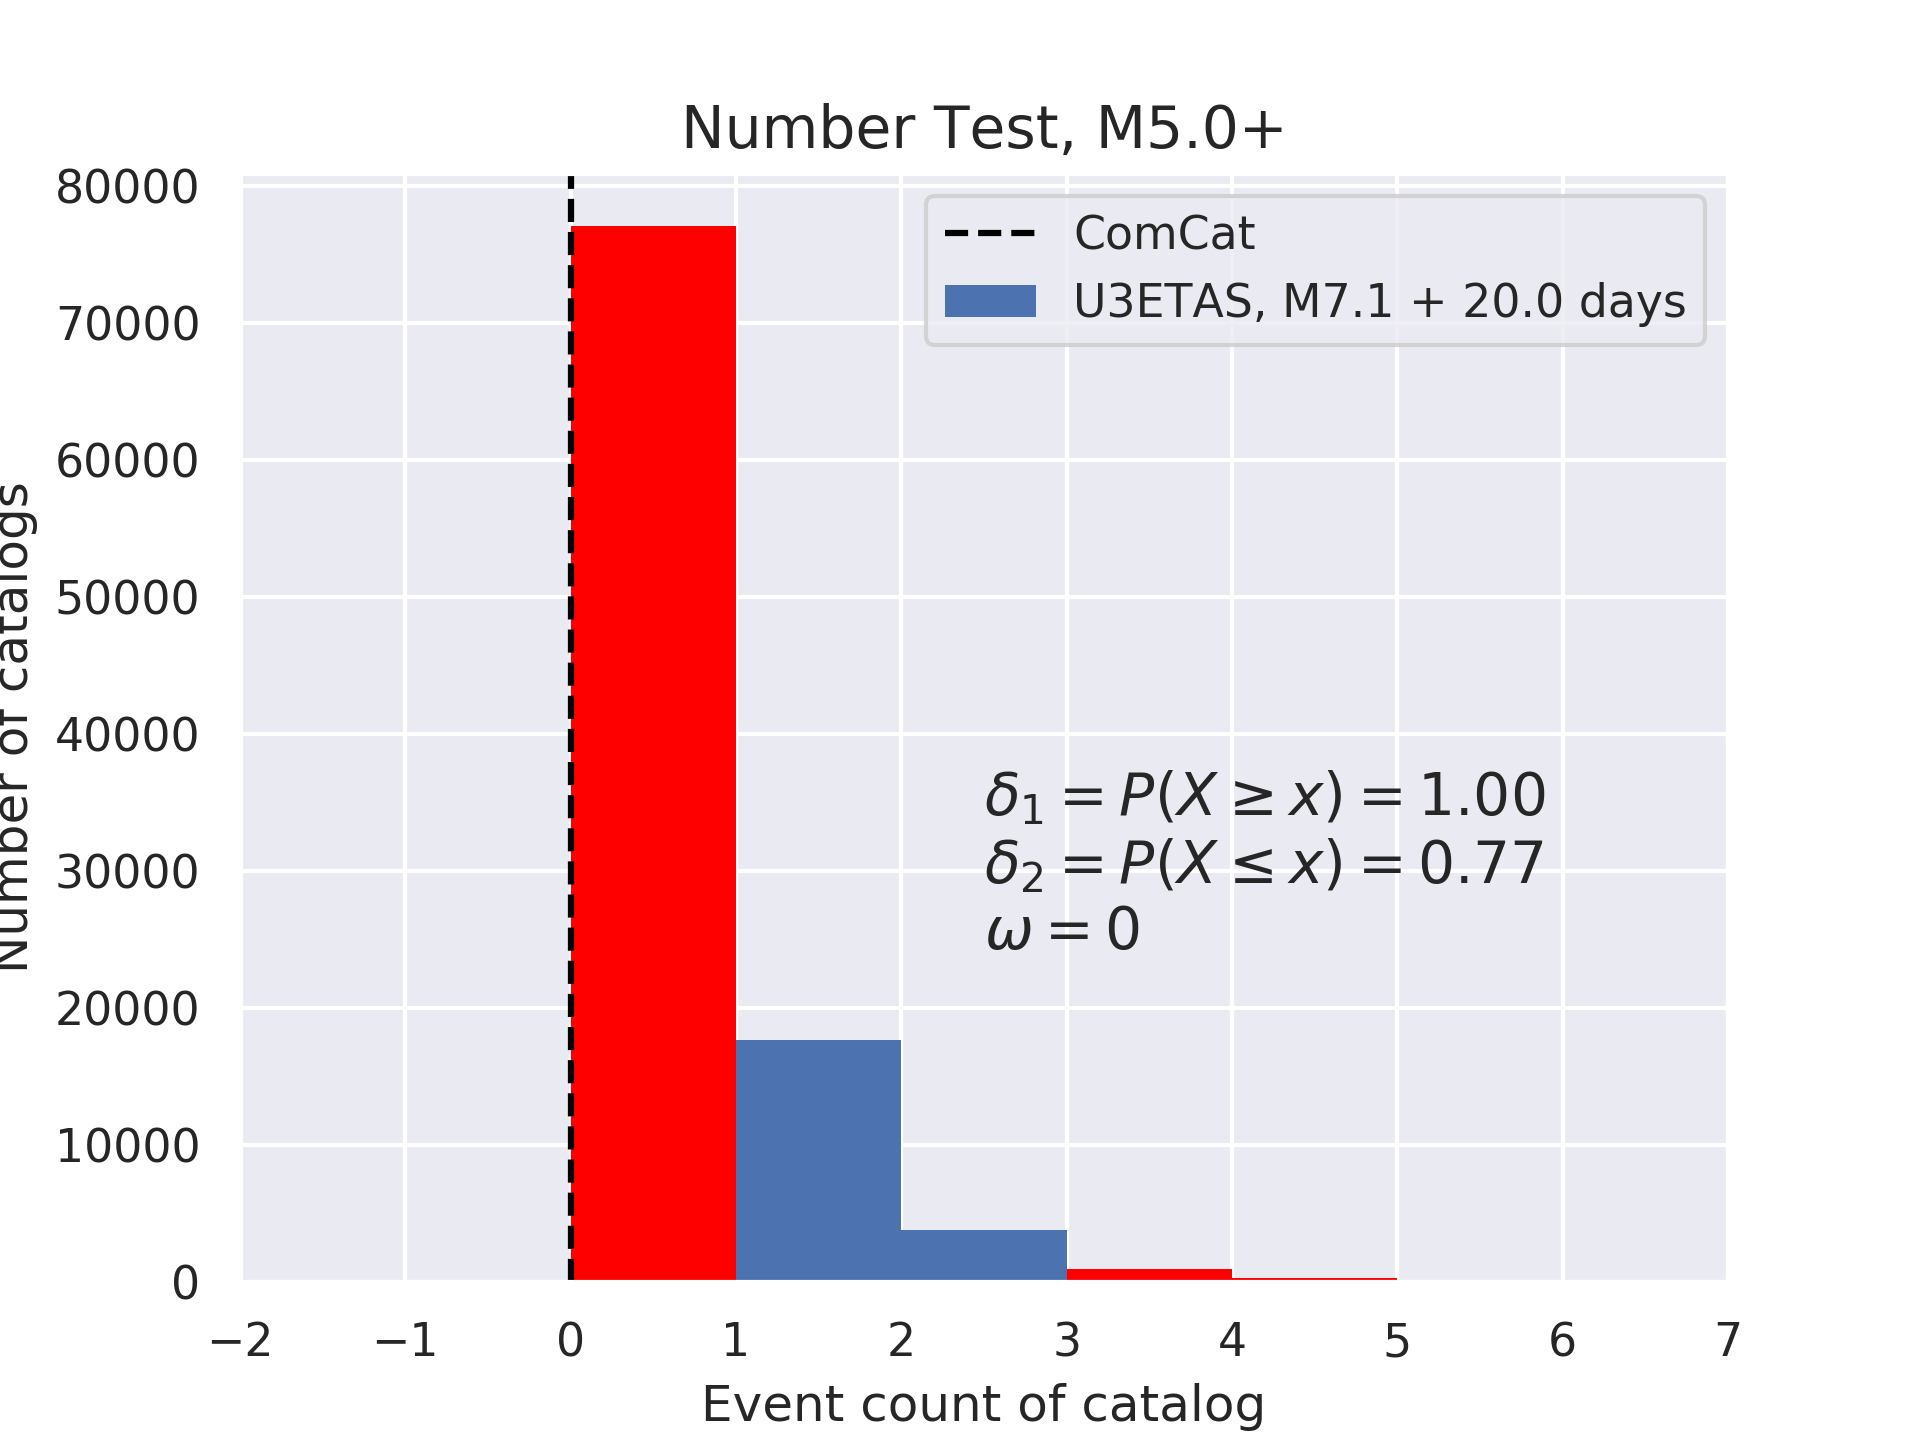 Number Test, M5.0+
80000
70000
60000
50000
40000
30000
20000
10000
0
Number of catalogs
ComCat
U3ETAS, M7.1 + 20.0 days
δ₁ = P(X ≥ x) = 1.00
δ₂ = P(X ≤ x) = 0.77
ω = 0
−2 −1 0 1 2 3 4 5 6 7
Event count of catalog